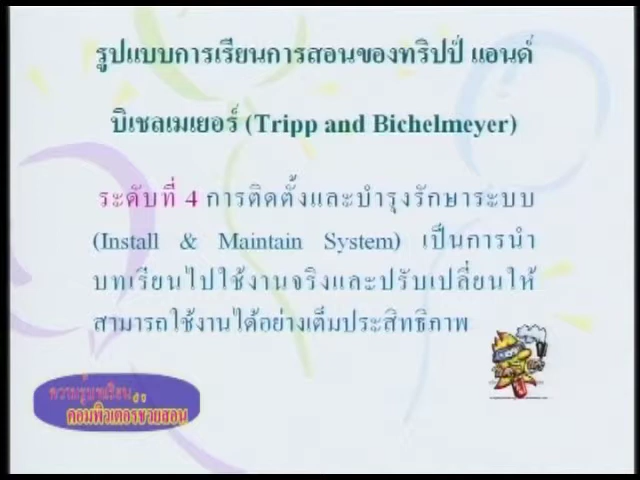 รูปแบบการเรียนการสอนของทริปป์ แอนด์
บิเชลเมเยอร์ (Tripp and Bichelmeyer)
ระดับที่ 4 การติดตั้งและบำรุงรักษาระบบ
(Install & Maintain System) เป็นการนำ
บทเรียนไปใช้งานจริงและปรับเปลี่ยนให้
สามารถใช้งานได้อย่างเต็มประสิทธิภาพ
ความรู้บทเรียน
คอมพิวเตอร์ช่วยสอน